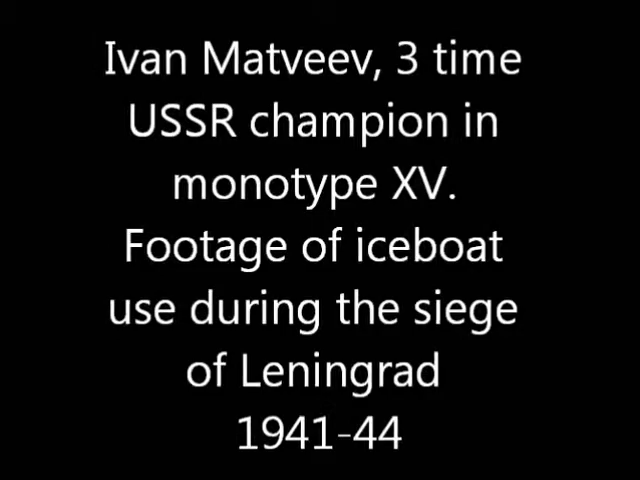 Ivan Matveev, 3 time
USSR champion in
monotype XV.
Footage of iceboat
use during the siege
of Leningrad
1941-44